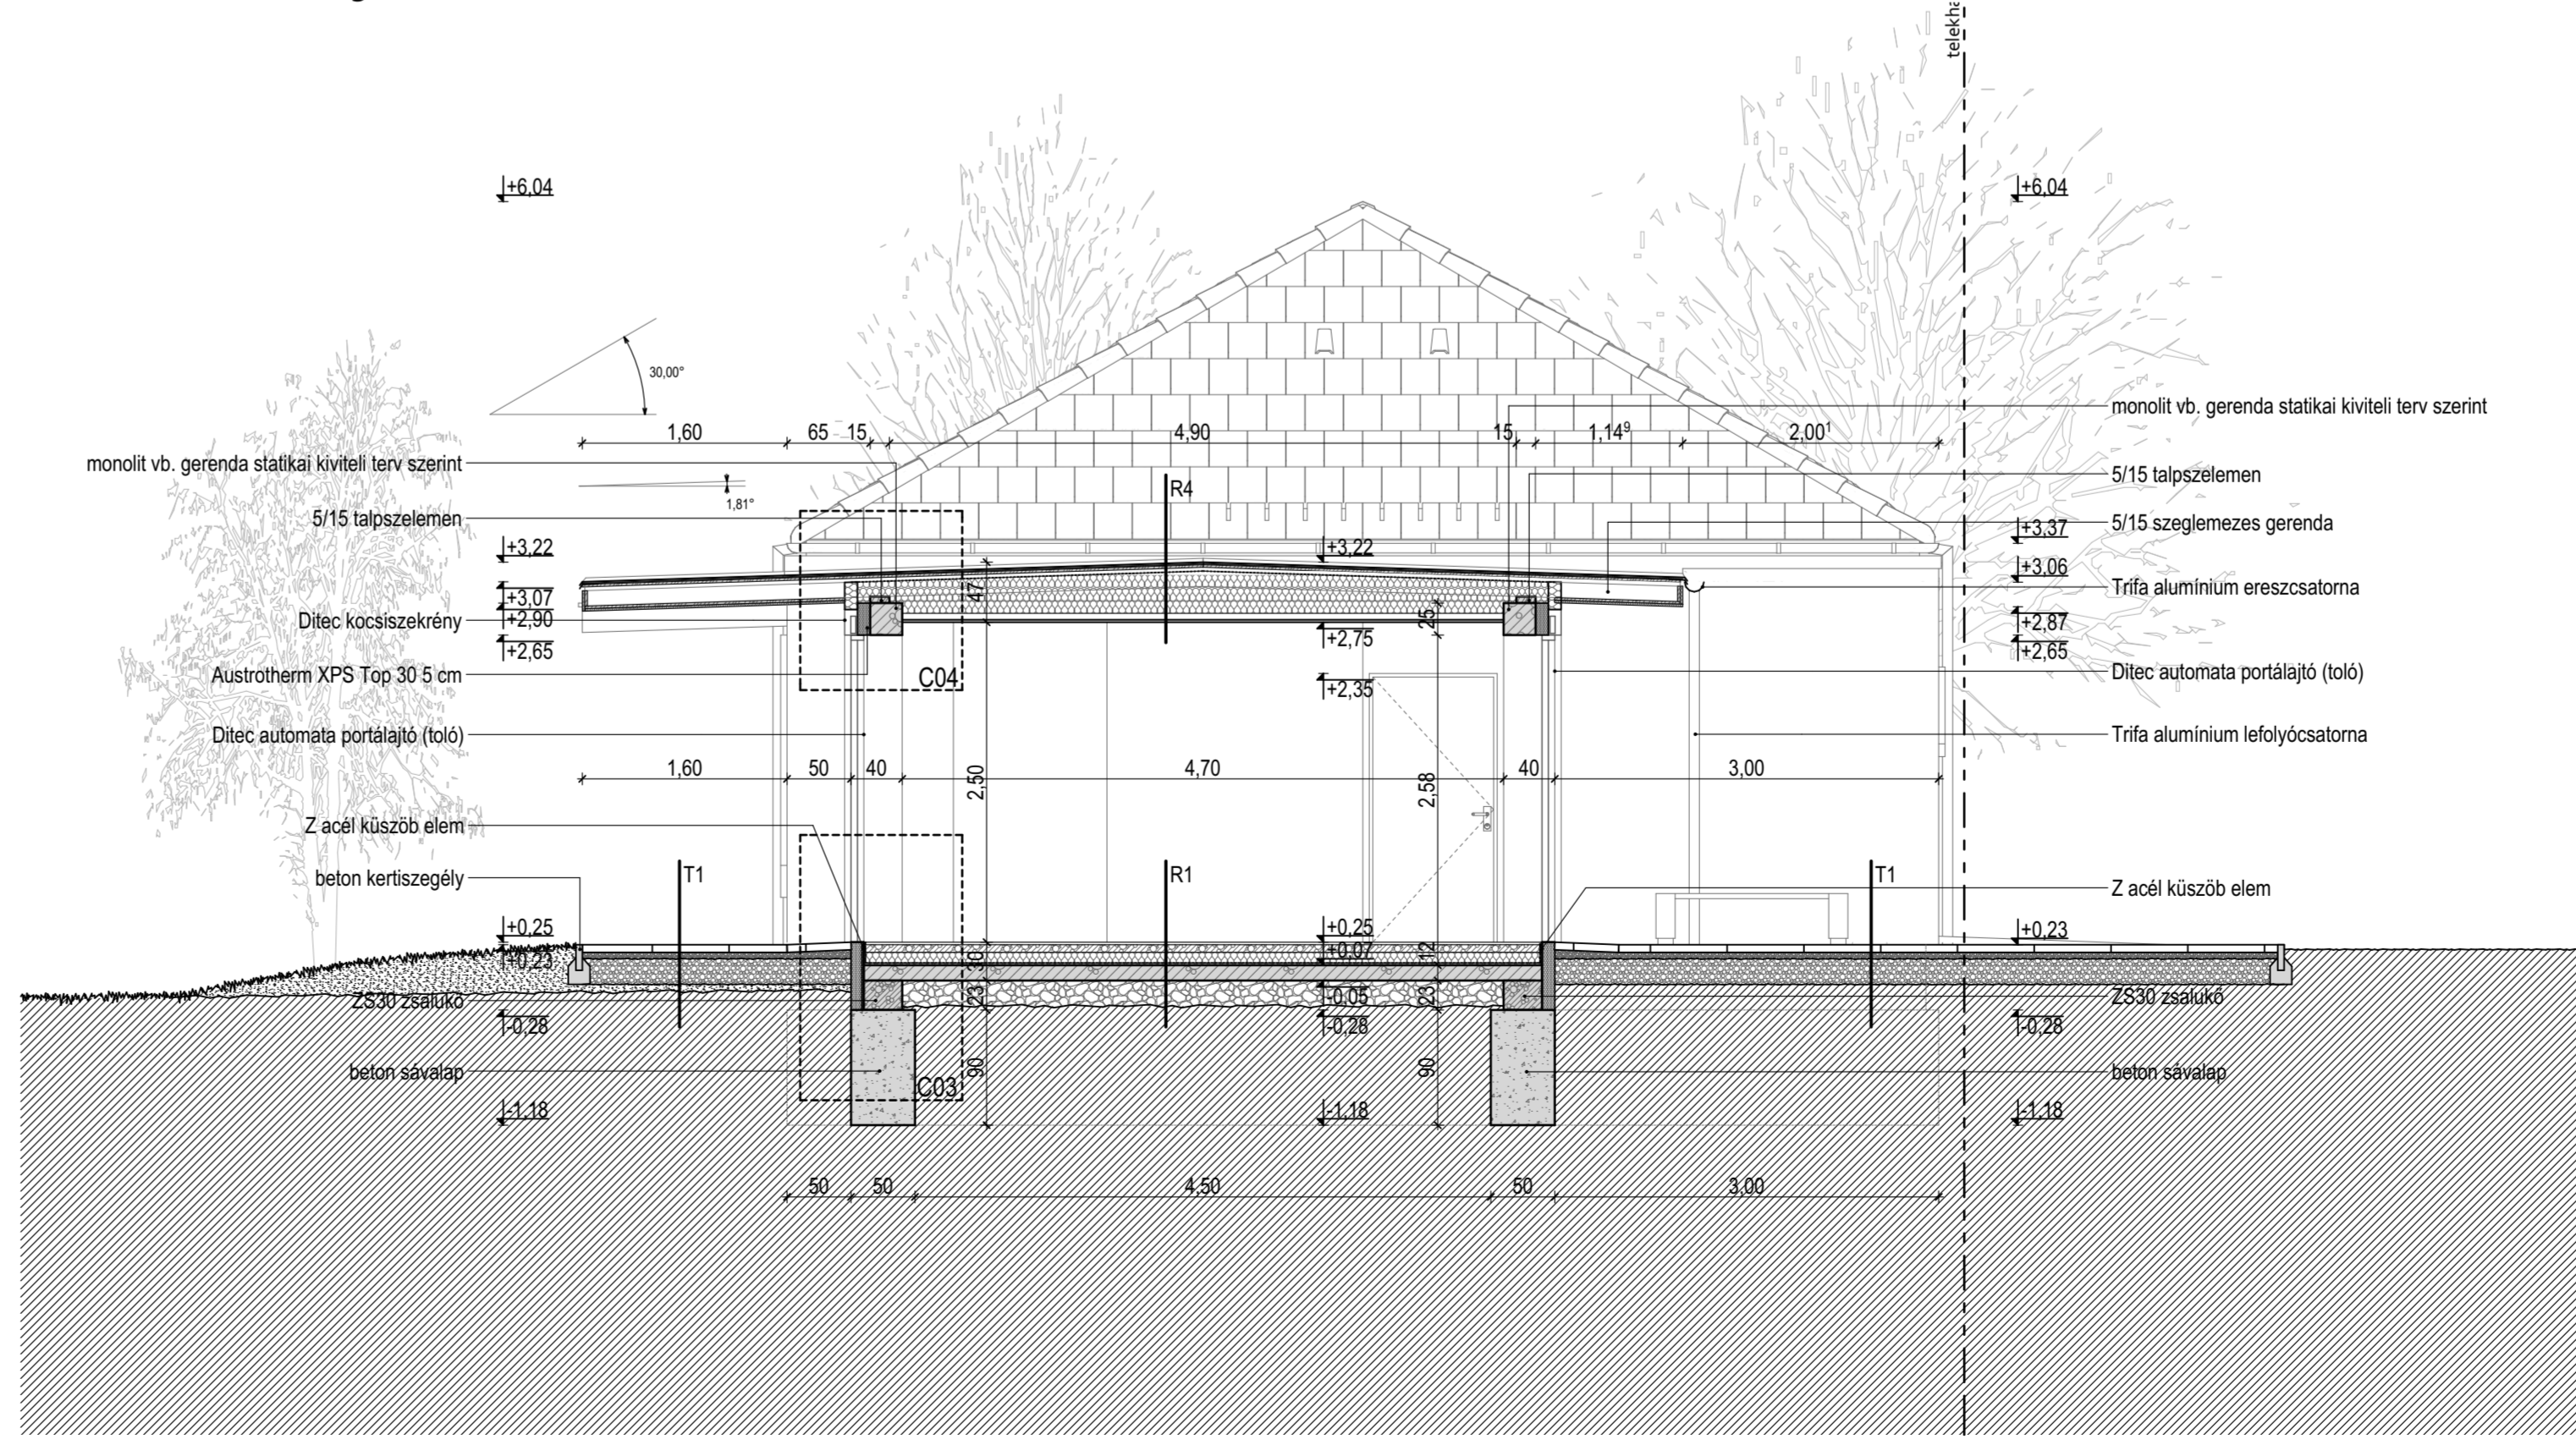 telekha
+6,04
+6,04
30,00°
monolit vb. gerenda statikai kiviteli terv szerint
1,60 65 15 4,90 15 1,14⁹ 2,00¹
monolit vb. gerenda statikai kiviteli terv szerint
5/15 talpszelemen
R4
1,81°
5/15 talpszelemen
5/15 szeglemezes gerenda
+3,37
+3,22
+3,22
+3,06
+3,07
47
Trifa alumínium ereszcsatorna
Ditec kocsiszekrény
+2,90
25
+2,87
+2,75
+2,65
+2,65
Austrotherm XPS Top 30 5 cm
C04
+2,35
Ditec automata portálajtó (toló)
Ditec automata portálajtó (toló)
Trifa alumínium lefolyócsatorna
1,60 50 40 4,70 40 3,00
2,50
2,58
Z acél küszöb elem
beton kertiszegély
T1
R1
T1
Z acél küszöb elem
+0,25
+0,25
+0,23
+0,23
30
+0,07
12
ZS30 zsalukő
23
-0,05
23
ZS30 zsalukő
-0,28
-0,28
-0,28
beton sávalap
90
90
beton sávalap
C03
-1,18
-1,18
-1,18
50 50 4,50 50 3,00